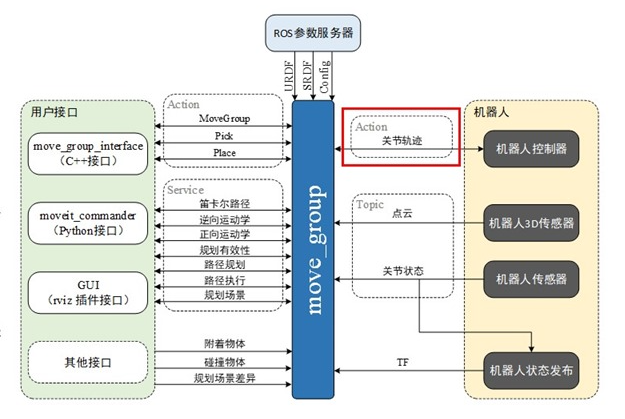 ROS参数服务器
URDF
SRDF
Config
用户接口
move_group_interface
（C++接口）
moveit_commander
（Python接口）
GUI
（rviz 插件接口）
其他接口
Action
MoveGroup
Pick
Place
Service
笛卡尔路径
逆向运动学
正向运动学
规划有效性
路径规划
路径执行
规划场景
附着物体
碰撞物体
规划场景差异
move_group
Action
关节轨迹
Topic
点云
关节状态
TF
机器人
机器人控制器
机器人3D传感器
机器人传感器
机器人状态发布